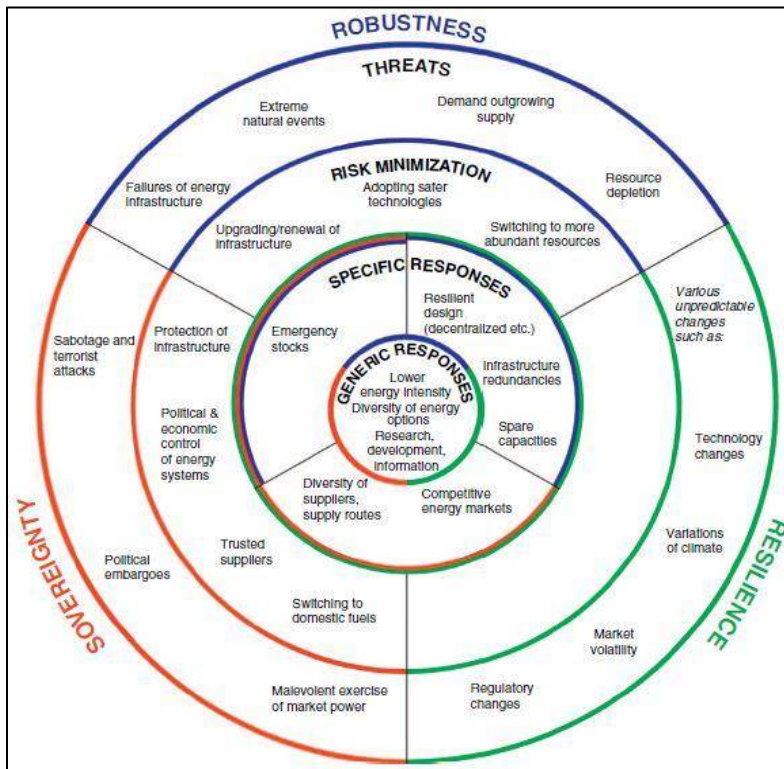 ROBUSTNESS
THREATS
Extreme
natural events
Demand outgrowing
supply
Failures of energy
infrastructure
Resource
depletion
RISK MINIMIZATION
Adopting safer
technologies
Upgrading/renewal of
infrastructure
Switching to more
abundant resources
SPECIFIC RESPONSES
Emergency
stocks
Resilient
design
(decentralized etc.)
Infrastructure
redundancies
Spare
capacities
GENERIC RESPONSES
Lower
energy intensity
Diversity of energy
options
Research,
development,
information
Diversity of
suppliers,
supply routes
Competitive
energy markets
Sabotage and
terrorist
attacks
Protection of
infrastructure
Political &
economic
control
of energy
systems
Trusted
suppliers
Switching to
domestic fuels
Political
embargoes
Malevolent exercise
of market power
SOVEREIGNTY
Various
unpredictable
changes
such as:
Technology
changes
Variations
of climate
Market
volatility
Regulatory
changes
RESILIENCE